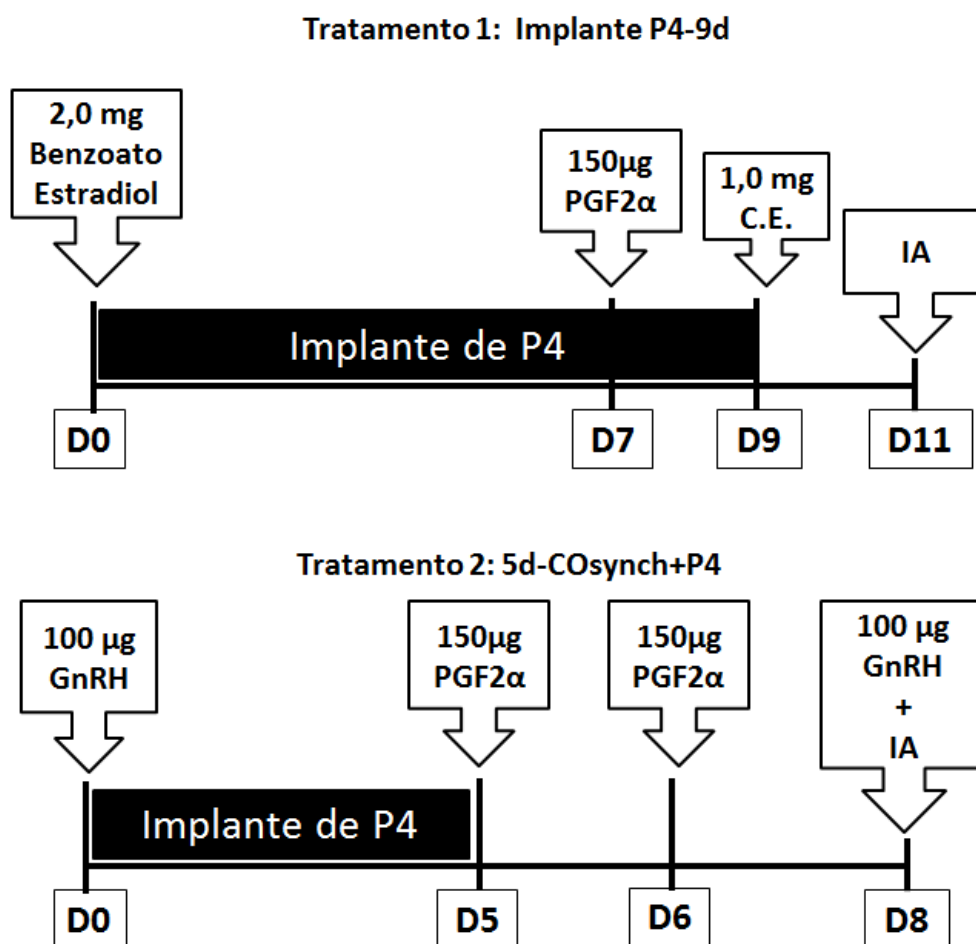 Tratamento 1: Implante P4-9d
2,0 mg
Benzoato
Estradiol
150µg
PGF2α
1,0 mg
C.E.
IA
Implante de P4
D0
D7
D9
D11
Tratamento 2: 5d-COsynch+P4
100 µg
GnRH
150µg
PGF2α
150µg
PGF2α
100 µg
GnRH
+
IA
Implante de P4
D0
D5
D6
D8